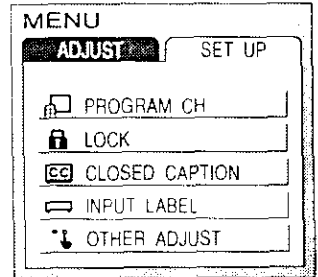 MENU
ADJUST SET UP
PROGRAM CH
LOCK
CC CLOSED CAPTION
INPUT LABEL
OTHER ADJUST